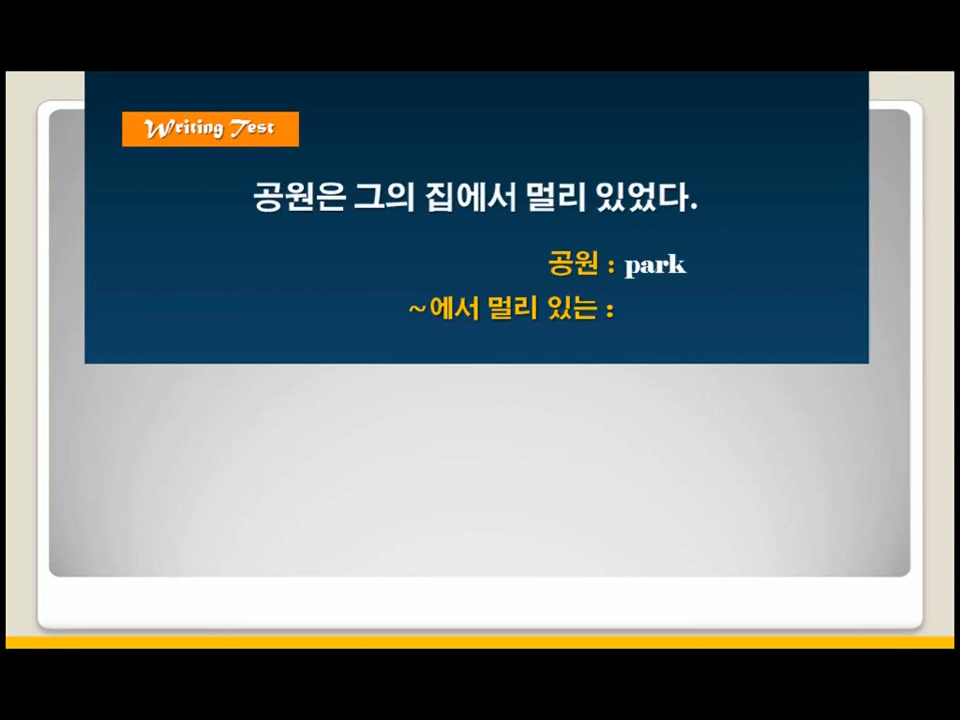 Writing Test
공원은 그의 집에서 멀리 있었다.
공원 : park
~에서 멀리 있는 :